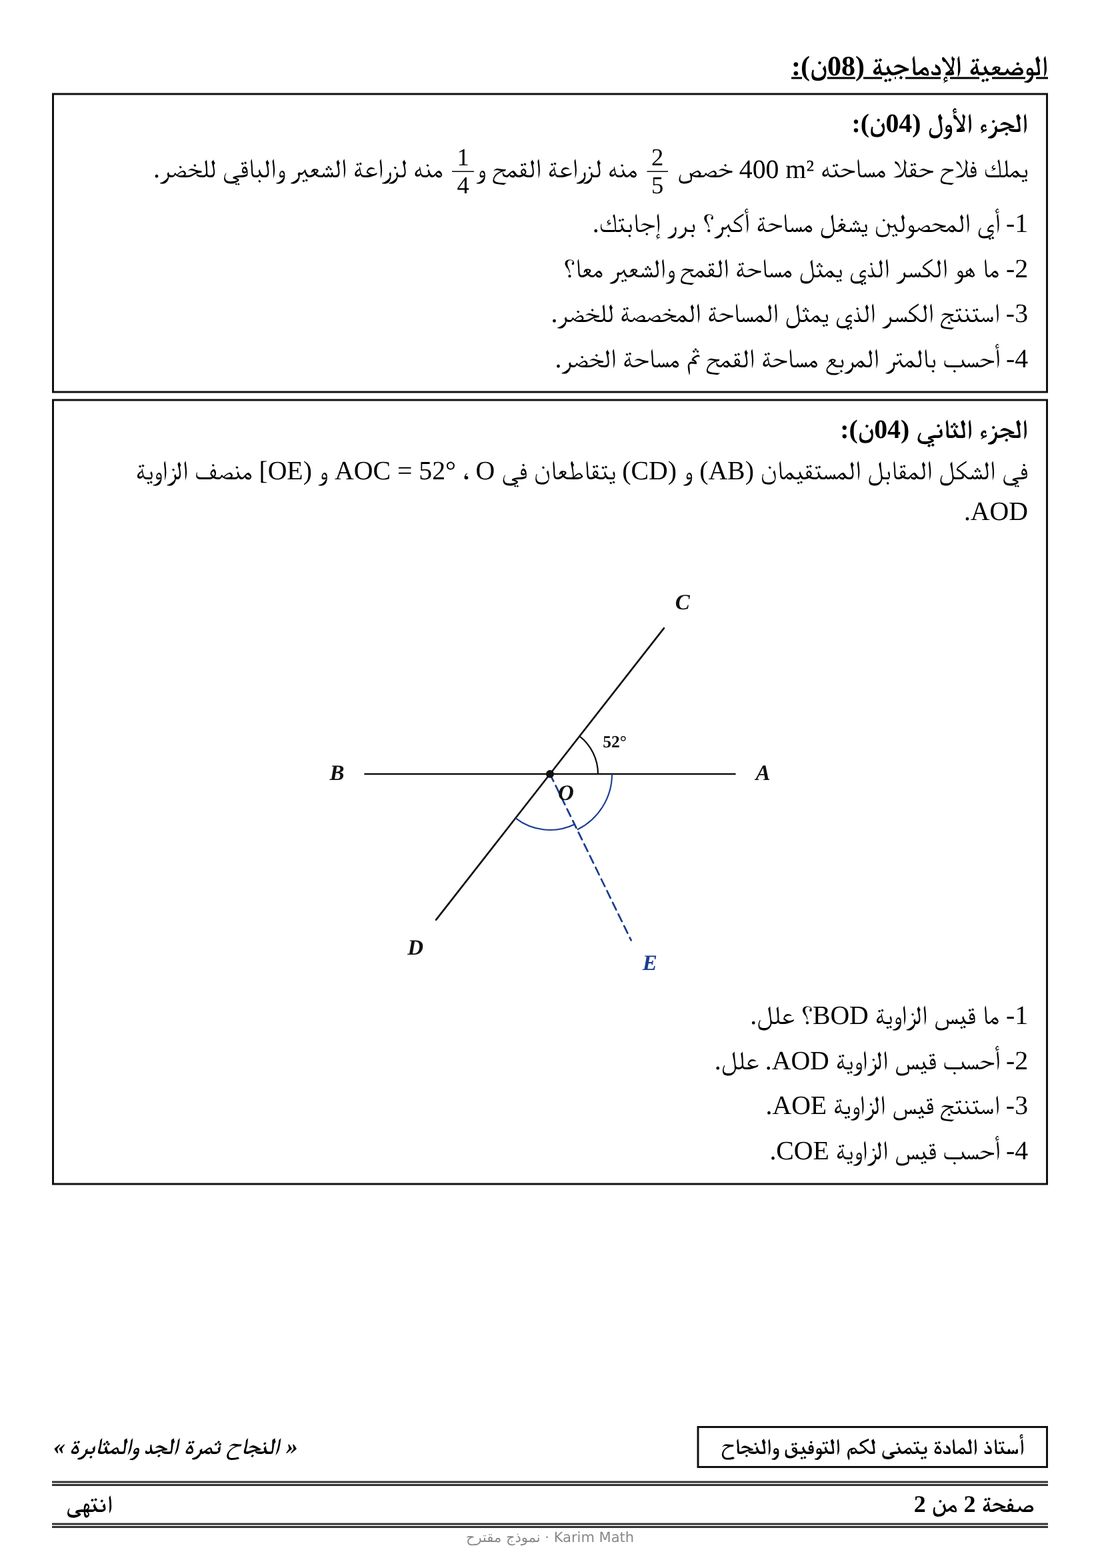 الوضعية الإدماجية (08ن):
الجزء الأول (04ن):
يملك فلاح حقلا مساحته 400 m² خصص 2/5 منه لزراعة القمح و 1/4 منه لزراعة الشعير والباقي للخضر.
1- أي المحصولين يشغل مساحة أكبر؟ برر إجابتك.
2- ما هو الكسر الذي يمثل مساحة القمح والشعير معا؟
3- استنتج الكسر الذي يمثل المساحة المخصصة للخضر.
4- أحسب بالمتر المربع مساحة القمح ثم مساحة الخضر.
الجزء الثاني (04ن):
في الشكل المقابل المستقيمان (AB) و (CD) يتقاطعان في O ، AOC = 52° و [OE) منصف الزاوية
AOD.
C
52°
B
A
O
D
E
1- ما قيس الزاوية BOD؟ علل.
2- أحسب قيس الزاوية AOD. علل.
3- استنتج قيس الزاوية AOE.
4- أحسب قيس الزاوية COE.
أستاذ المادة يتمنى لكم التوفيق والنجاح
« النجاح ثمرة الجد والمثابرة »
صفحة 2 من 2
انتهى
Karim Math · نموذج مقترح